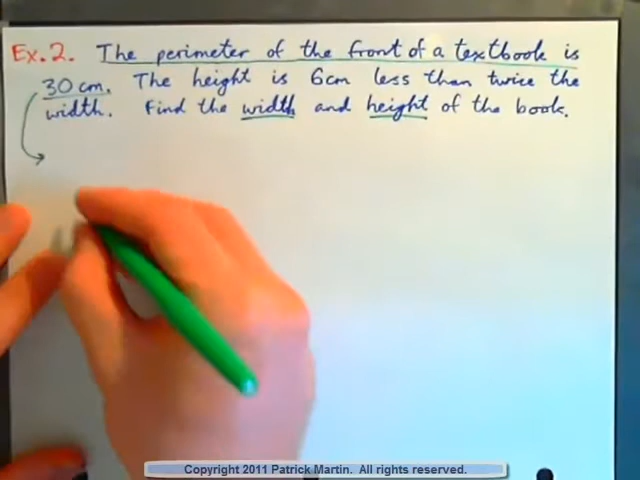 Ex.2. The perimeter of the front of a textbook is
30 cm. The height is 6cm less than twice the
width. Find the width and height of the book.
Copyright 2011 Patrick Martin. All rights reserved.